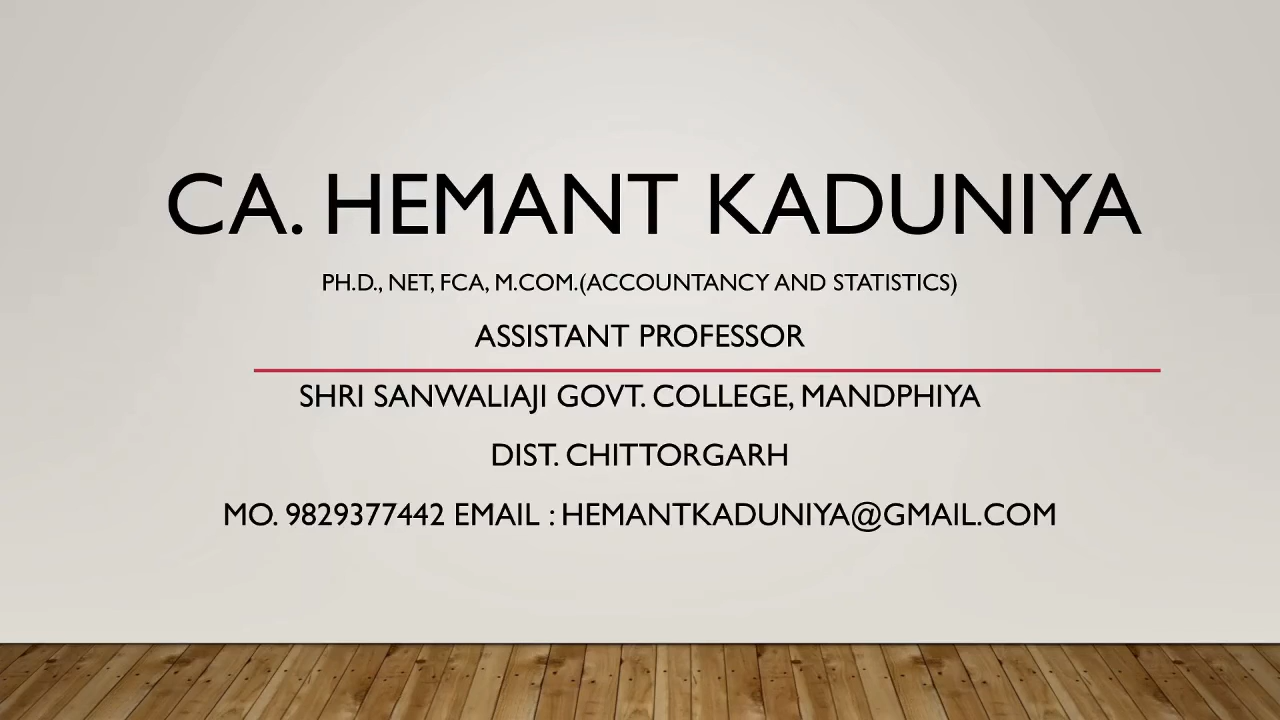 CA. HEMANT KADUNIYA
PH.D., NET, FCA, M.COM.(ACCOUNTANCY AND STATISTICS)
ASSISTANT PROFESSOR
SHRI SANWALIAJI GOVT. COLLEGE, MANDPHIYA
DIST. CHITTORGARH
MO. 9829377442 EMAIL : HEMANTKADUNIYA@GMAIL.COM